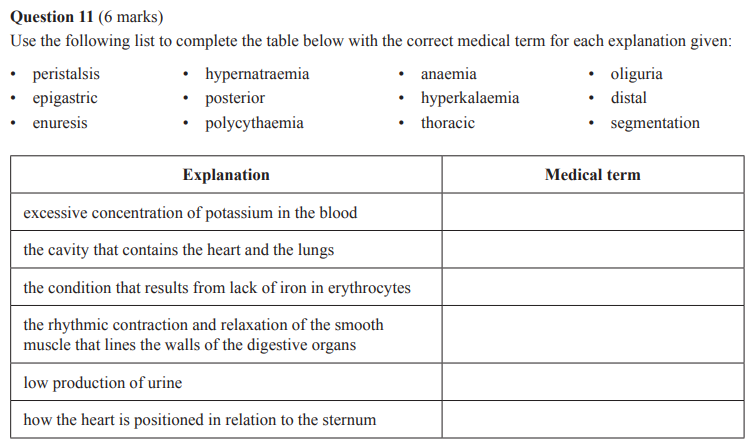 Question 11 (6 marks)
Use the following list to complete the table below with the correct medical term for each explanation given:
• peristalsis • hypernatraemia • anaemia • oliguria
• epigastric • posterior • hyperkalaemia • distal
• enuresis • polycythaemia • thoracic • segmentation
Explanation Medical term
excessive concentration of potassium in the blood
the cavity that contains the heart and the lungs
the condition that results from lack of iron in erythrocytes
the rhythmic contraction and relaxation of the smooth
muscle that lines the walls of the digestive organs
low production of urine
how the heart is positioned in relation to the sternum